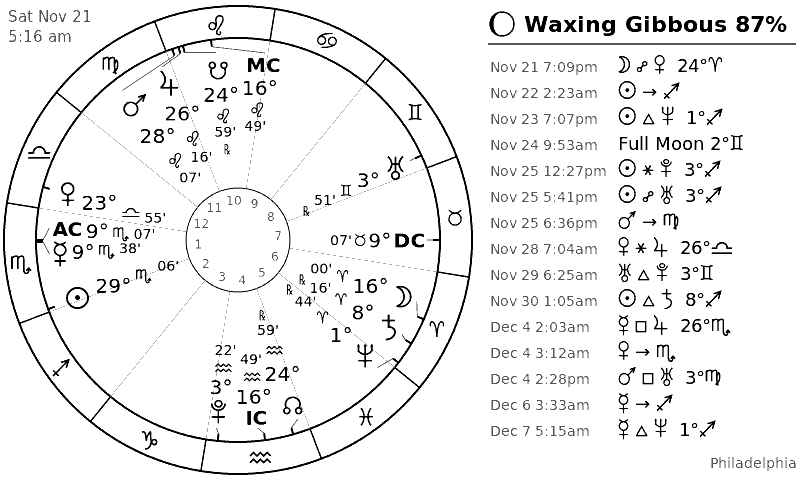 Sat Nov 21
5:16 am
♌
♋
♍
♊
♎
♉
♏
♈
♐
♓
♑
♒
☋
MC
♃
24°
16°
♂
26°
♌
♌
28°
♌
59'
49'
♌
16'
℞
07'
♅
3°
♊
51'
℞
♀ 23° ♎ 55'
AC 9° ♏ 07'
☿ 9° ♏ 38'
07' ♉ 9° DC
☉ 29° ♏ 06'
16° ♈ 00' ℞
☽
8° ♈ 16' ℞
♄
1° ♈ 44' ℞
♆
℞
59'
22'
49'
♒
♒
♒
24°
3°
16°
♇
IC
☊
10 9
11 8
12 7
1 6
2 5
3 4
Waxing Gibbous 87%
Nov 21 7:09pm ☽ ☍ ♀ 24°♈
Nov 22 2:23am ☉ → ♐
Nov 23 7:07pm ☉ △ ♆ 1°♐
Nov 24 9:53am Full Moon 2°♊
Nov 25 12:27pm ☉ ⚹ ♇ 3°♐
Nov 25 5:41pm ☉ ☍ ♅ 3°♐
Nov 25 6:36pm ♂ → ♍
Nov 28 7:04am ♀ ⚹ ♃ 26°♎
Nov 29 6:25am ♅ △ ♇ 3°♊
Nov 30 1:05am ☉ △ ♄ 8°♐
Dec 4 2:03am ☿ □ ♃ 26°♏
Dec 4 3:12am ♀ → ♏
Dec 4 2:28pm ♂ □ ♅ 3°♍
Dec 6 3:33am ☿ → ♐
Dec 7 5:15am ☿ △ ♆ 1°♐
Philadelphia